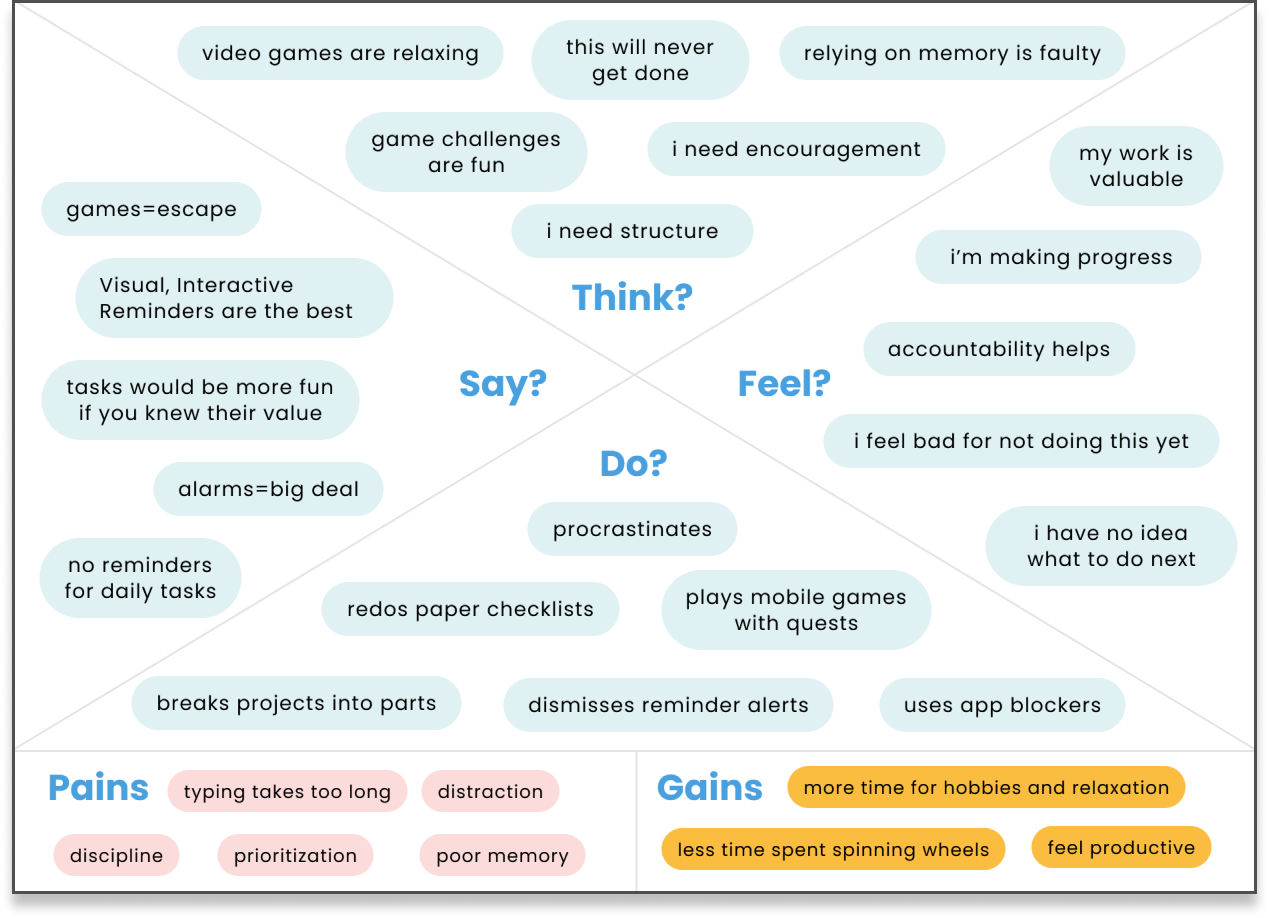 video games are relaxing
this will never
get done
relying on memory is faulty
game challenges
are fun
i need encouragement
i need structure
Think?
games=escape
Visual, Interactive
Reminders are the best
tasks would be more fun
if you knew their value
alarms=big deal
no reminders
for daily tasks
Say?
Feel?
my work is
valuable
i’m making progress
accountability helps
i feel bad for not doing this yet
i have no idea
what to do next
Do?
procrastinates
redos paper checklists
plays mobile games
with quests
breaks projects into parts
dismisses reminder alerts
uses app blockers
Pains
typing takes too long
distraction
discipline
prioritization
poor memory
Gains
more time for hobbies and relaxation
less time spent spinning wheels
feel productive